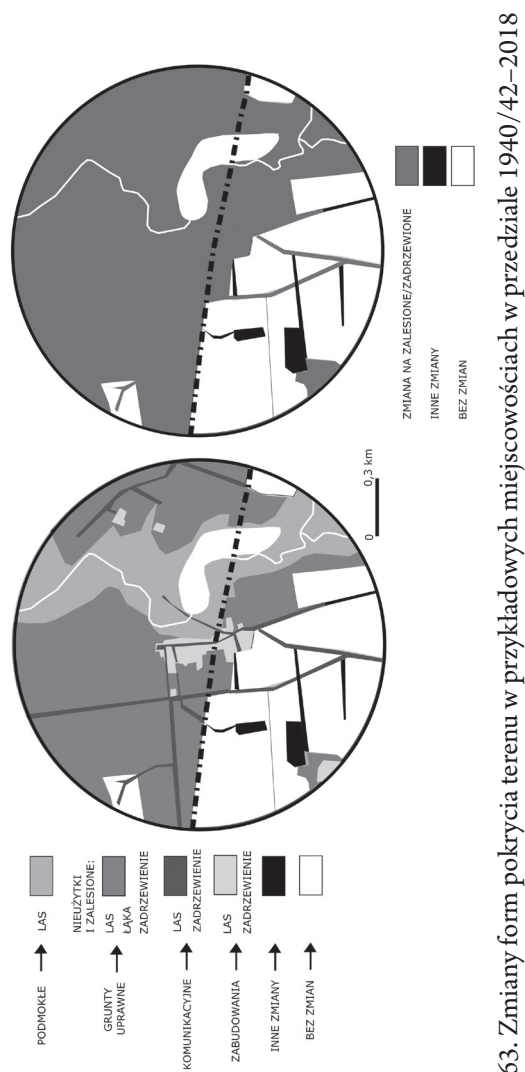 PODMOKŁE
LAS
GRUNTY
UPRAWNE
NIEUŻYTKI
I ZALESIONE:
LAS
ŁĄKA
ZADRZEWIENIE
KOMUNIKACYJNE
LAS
ZADRZEWIENIE
ZABUDOWANIA
LAS
ZADRZEWIENIE
INNE ZMIANY
BEZ ZMIAN
0
0,3 km
ZMIANA NA ZALESIONE/ZADRZEWIONE
INNE ZMIANY
BEZ ZMIAN
63. Zmiany form pokrycia terenu w przykładowych miejscowościach w przedziale 1940/42–2018